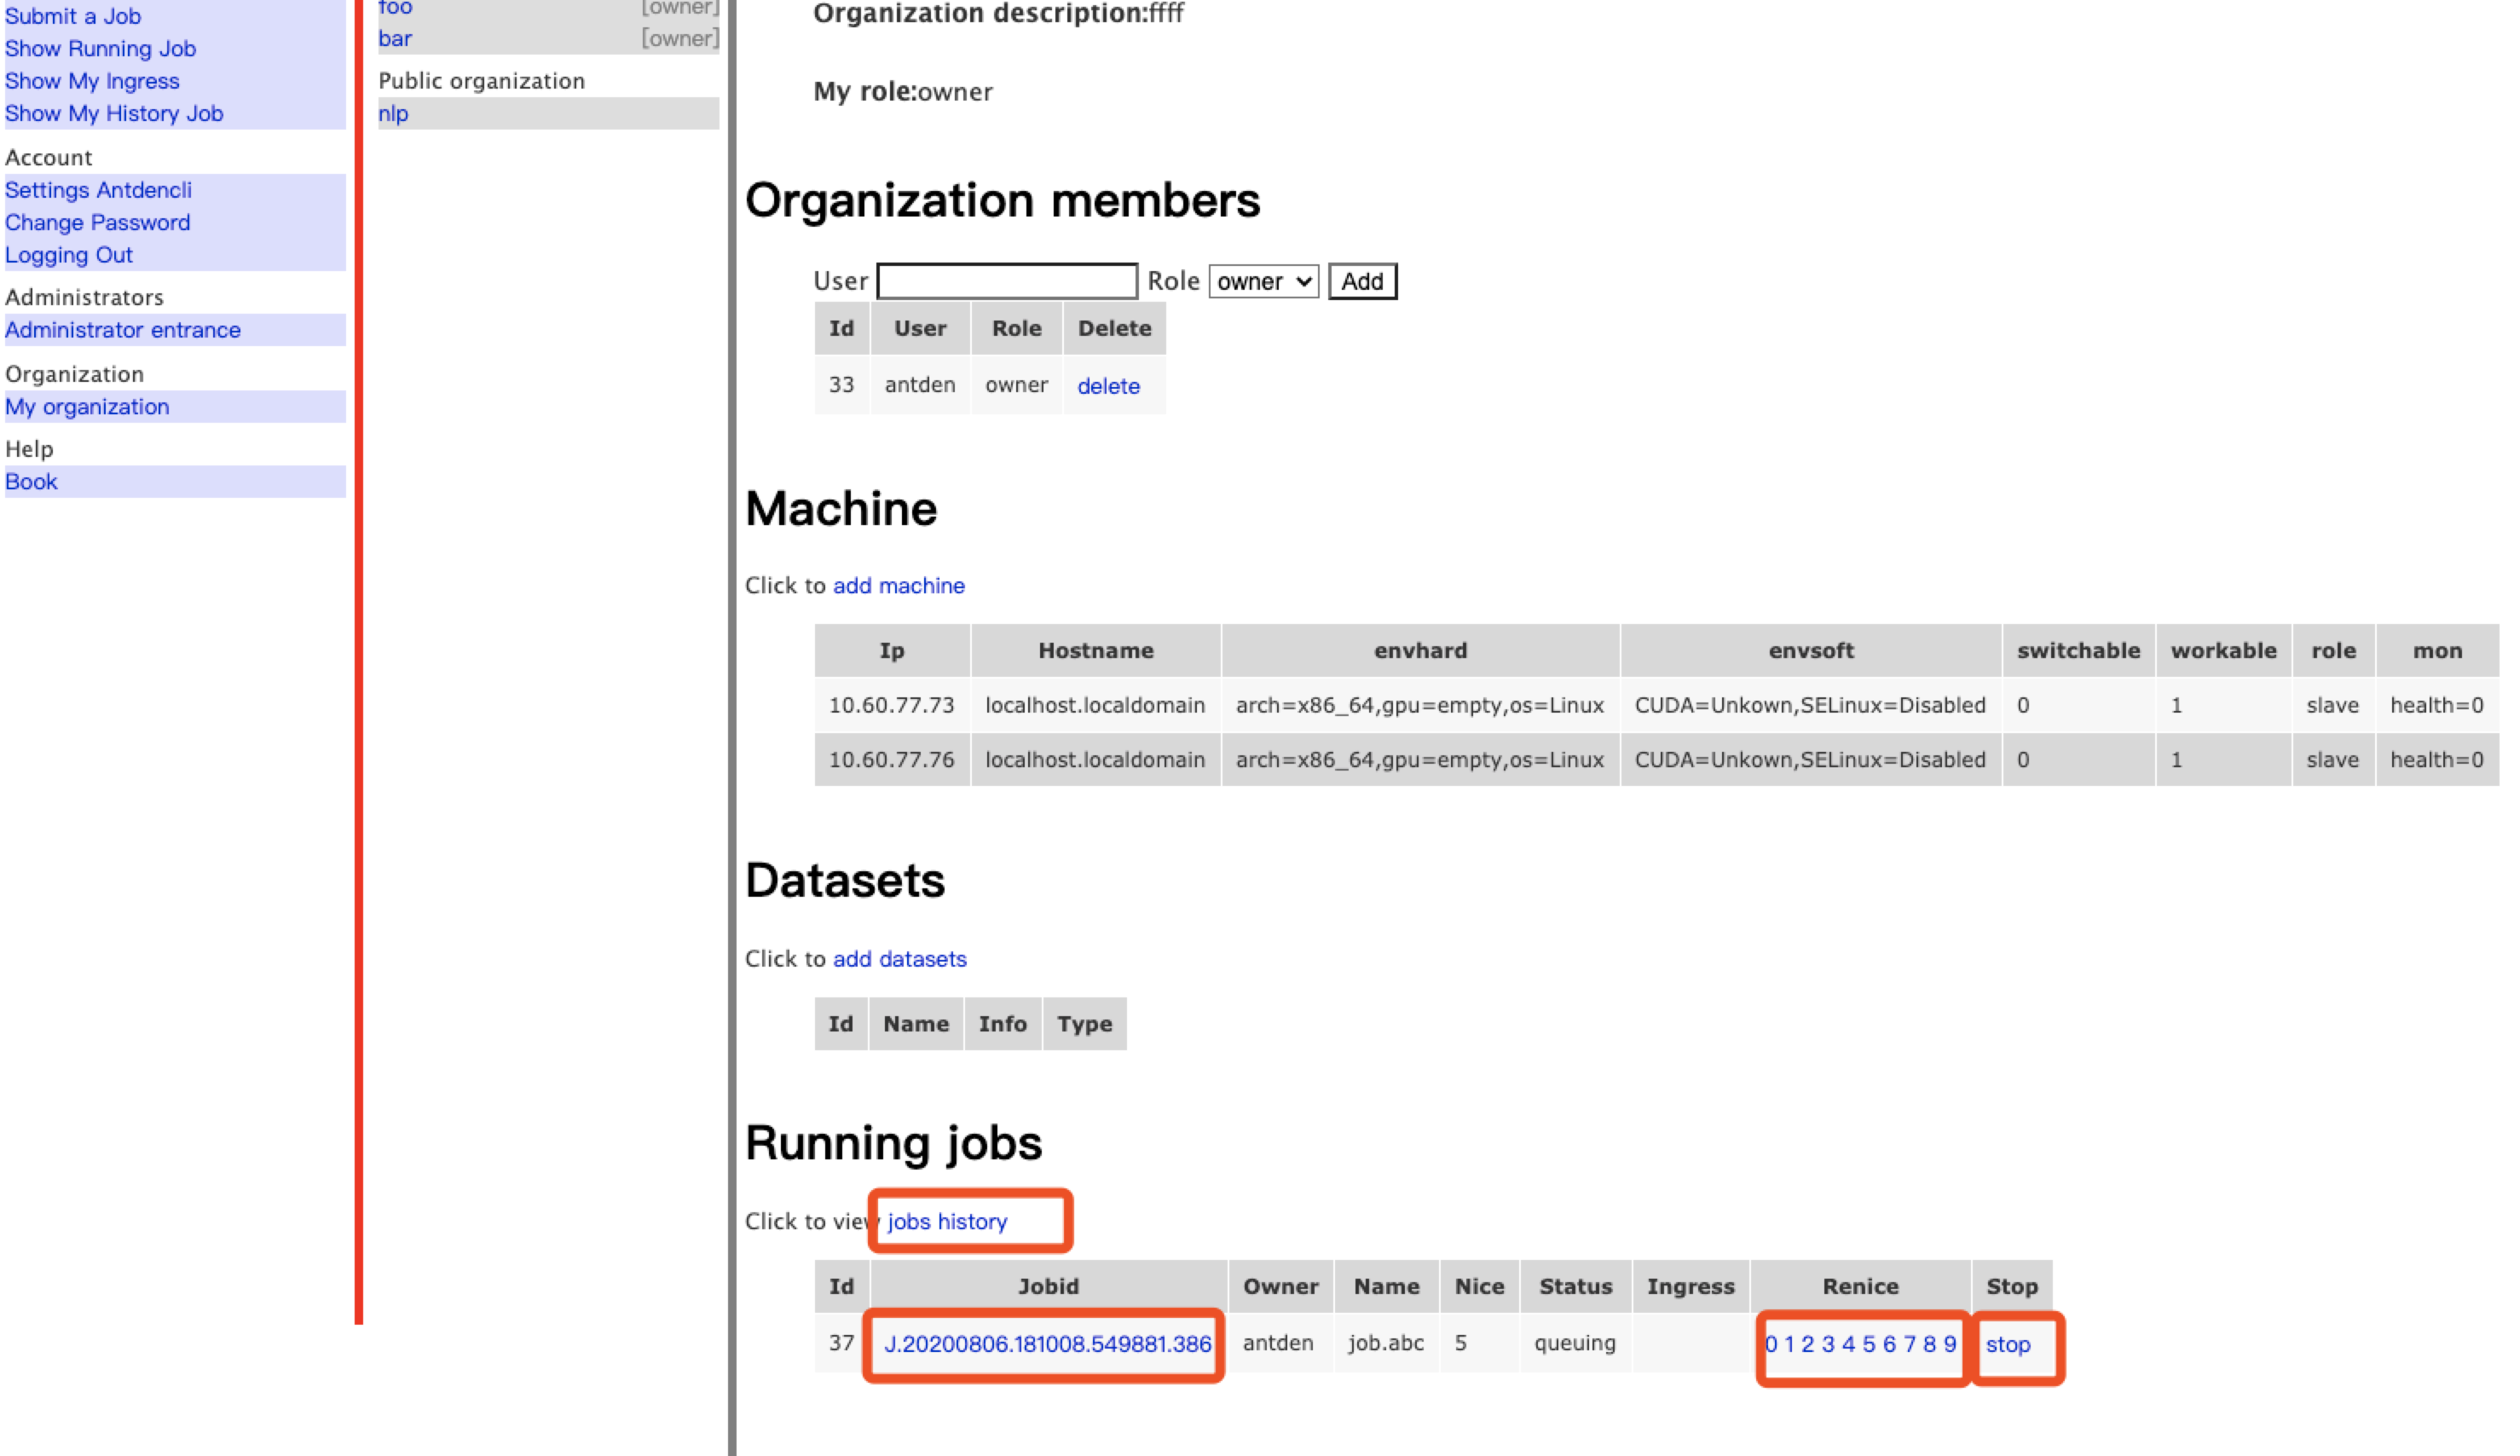 Submit a Job
Show Running Job
Show My Ingress
Show My History Job
Account
Settings Antdencli
Change Password
Logging Out
Administrators
Administrator entrance
Organization
My organization
Help
Book
foo [owner]
bar [owner]
Public organization
nlp
Organization description:ffff
My role:owner
Organization members
User Role owner Add
Id User Role Delete
33 antden owner delete
Machine
Click to add machine
Ip Hostname envhard envsoft switchable workable role mon
10.60.77.73 localhost.localdomain arch=x86_64,gpu=empty,os=Linux CUDA=Unkown,SELinux=Disabled 0 1 slave health=0
10.60.77.76 localhost.localdomain arch=x86_64,gpu=empty,os=Linux CUDA=Unkown,SELinux=Disabled 0 1 slave health=0
Datasets
Click to add datasets
Id Name Info Type
Running jobs
Click to view jobs history
Id Jobid Owner Name Nice Status Ingress Renice Stop
37 J.20200806.181008.549881.386 antden job.abc 5 queuing 0 1 2 3 4 5 6 7 8 9 stop